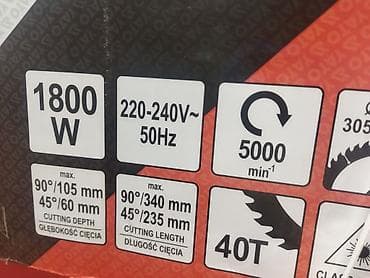 1800
W
220-240V~
50Hz
5000
min-1
Ø
305
max.
90°/105 mm
45°/60 mm
CUTTING DEPTH
GŁĘBOKOŚĆ CIĘCIA
max.
90°/340 mm
45°/235 mm
CUTTING LENGTH
DŁUGOŚĆ CIĘCIA
40T